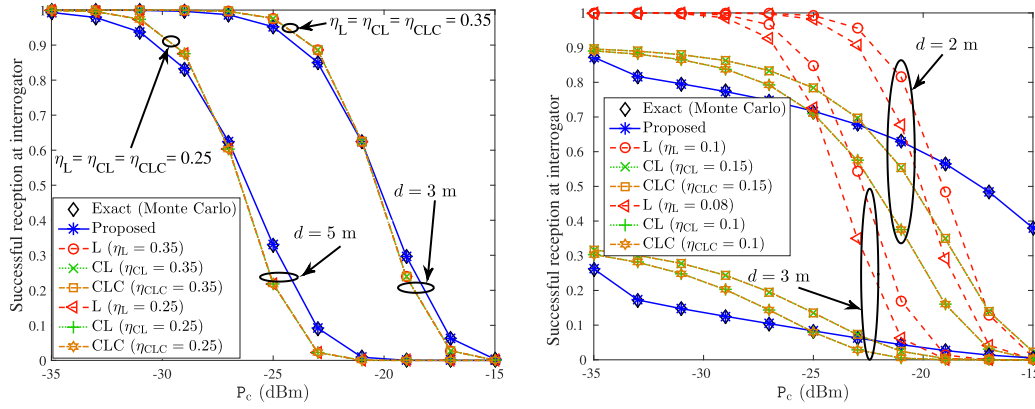 1
0.9
0.8
0.7
0.6
0.5
0.4
0.3
0.2
0.1
0
Successful reception at interrogator
-35
-30
-25
-20
-15
P_c (dBm)
η_L = η_CL = η_CLC = 0.35
η_L = η_CL = η_CLC = 0.25
d = 3 m
d = 5 m
Exact (Monte Carlo)
Proposed
L (η_L = 0.35)
CL (η_CL = 0.35)
CLC (η_CLC = 0.35)
L (η_L = 0.25)
CL (η_CL = 0.25)
CLC (η_CLC = 0.25)
1
0.9
0.8
0.7
0.6
0.5
0.4
0.3
0.2
0.1
0
Successful reception at interrogator
-35
-30
-25
-20
-15
P_c (dBm)
d = 2 m
Exact (Monte Carlo)
Proposed
L (η_L = 0.1)
CL (η_CL = 0.15)
CLC (η_CLC = 0.15)
L (η_L = 0.08)
CL (η_CL = 0.1)
CLC (η_CLC = 0.1)
d = 3 m